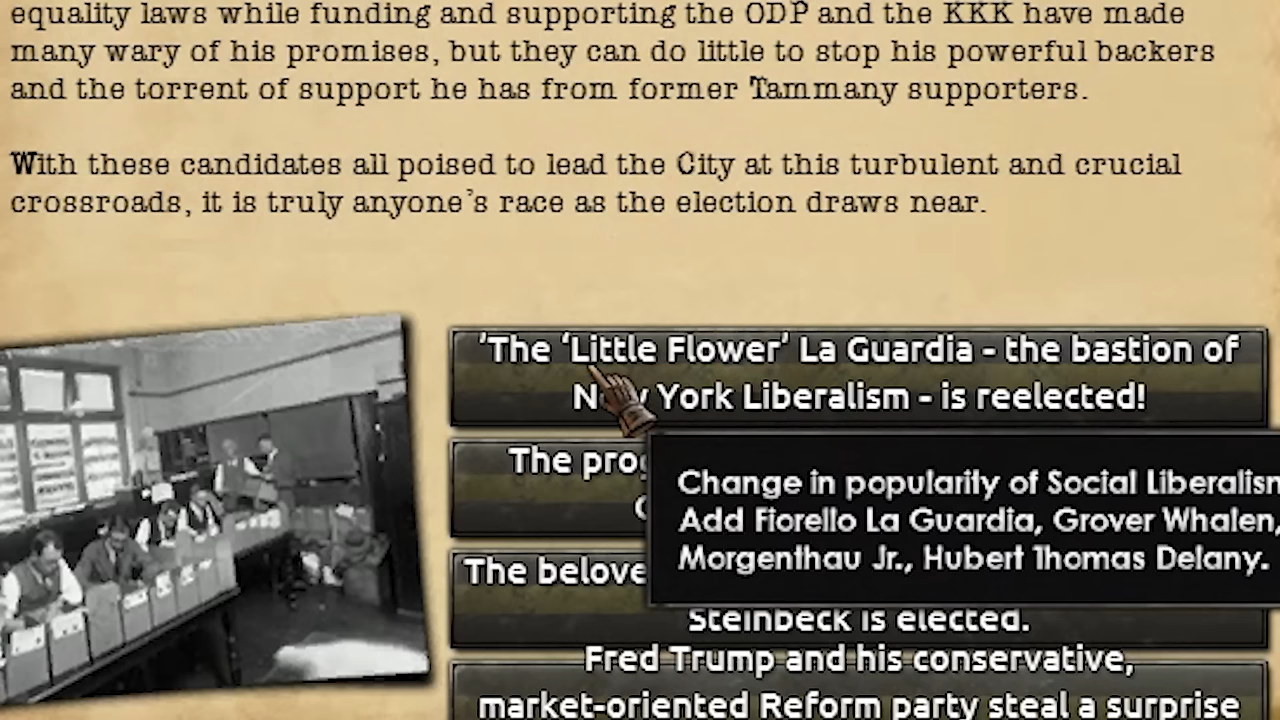 equality laws while funding and supporting the ODP and the KKK have made
many wary of his promises, but they can do little to stop his powerful backers
and the torrent of support he has from former Tammany supporters.
With these candidates all poised to lead the City at this turbulent and crucial
crossroads, it is truly anyone's race as the election draws near.
'The 'Little Flower' La Guardia - the bastion of
York Liberalism - is reelected!
The
Change in popularity of Social
Add Fiorello La Guardia, Grover Whalen,
Morgenthau Jr., Hubert Thomas Delany.
The
Steinbeck is elected.
Fred Trump and his conservative,
market-oriented Reform party steal a surprise